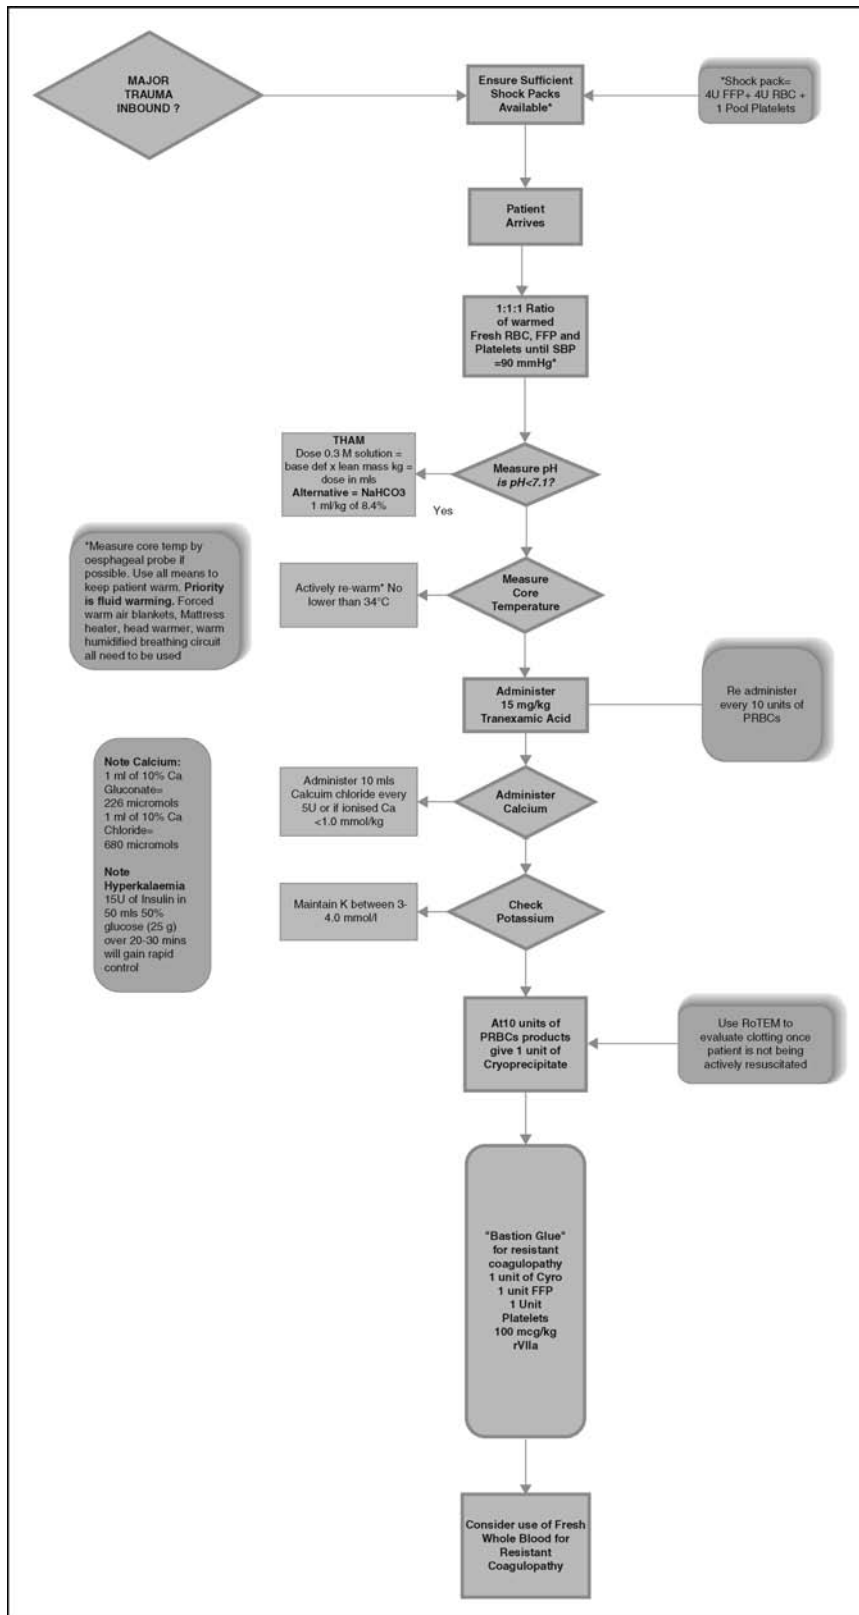 MAJOR
TRAUMA
INBOUND ?
Ensure Sufficient
Shock Packs
Available*
*Shock pack=
4U FFP+ 4U RBC +
1 Pool Platelets
Patient
Arrives
1:1:1 Ratio
of warmed
Fresh RBC, FFP and
Platelets until SBP
=90 mmHg*
THAM
Dose 0.3 M solution =
base def x lean mass kg =
dose in mls
Alternative = NaHCO3
1 ml/kg of 8.4%
Measure pH
is pH<7.1?
Yes
*Measure core temp by
oesphageal probe if
possible. Use all means to
keep patient warm. Priority
is fluid warming. Forced
warm air blankets, Mattress
heater, head warmer, warm
humidified breathing circuit
all need to be used
Actively re-warm* No
lower than 34°C
Measure
Core
Temperature
Administer
15 mg/kg
Tranexamic Acid
Re administer
every 10 units of
PRBCs
Note Calcium:
1 ml of 10% Ca
Gluconate=
226 micromols
1 ml of 10% Ca
Chloride=
680 micromols
Note
Hyperkalaemia
15U of Insulin in
50 mls 50%
glucose (25 g)
over 20-30 mins
will gain rapid
control
Administer 10 mls
Calcuim chloride every
5U or if ionised Ca
<1.0 mmol/kg
Administer
Calcium
Maintain K between 3-
4.0 mmol/l
Check
Potassium
At10 units of
PRBCs products
give 1 unit of
Cryoprecipitate
Use RoTEM to
evaluate clotting once
patient is not being
actively resuscitated
"Bastion Glue"
for resistant
coagulopathy
1 unit of Cyro
1 unit FFP
1 Unit
Platelets
100 mcg/kg
rVIIa
Consider use of Fresh
Whole Blood for
Resistant
Coagulopathy